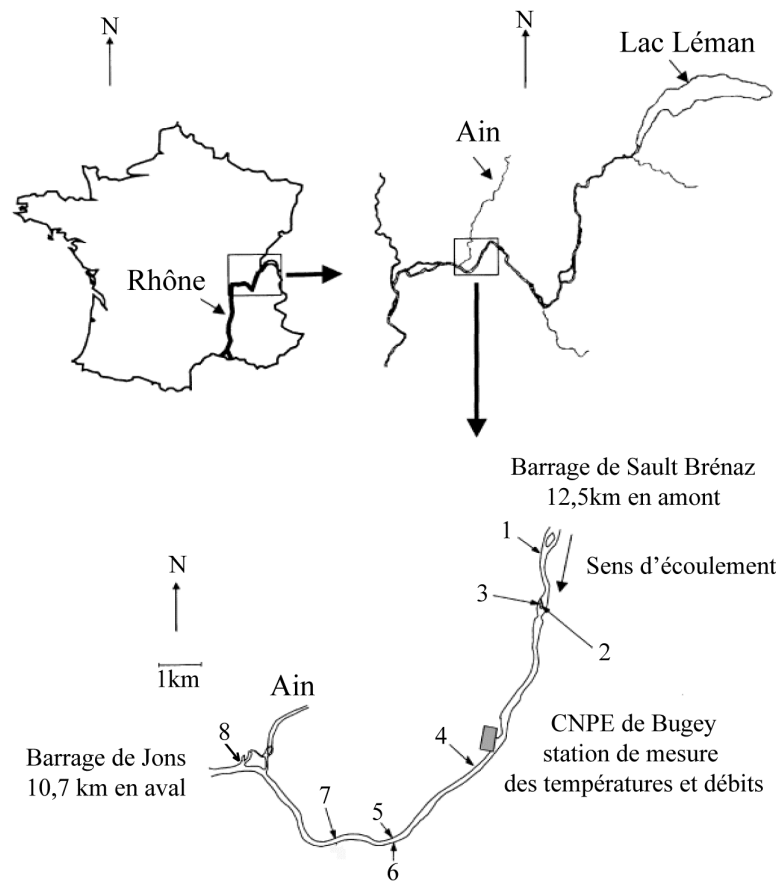 N
N
Lac Léman
Ain
Rhône
Barrage de Sault Brénaz
12,5km en amont
1
Sens d'écoulement
N
3
2
1km
Ain
CNPE de Bugey
station de mesure
des températures et débits
8
4
Barrage de Jons
10,7 km en aval
7
5
6